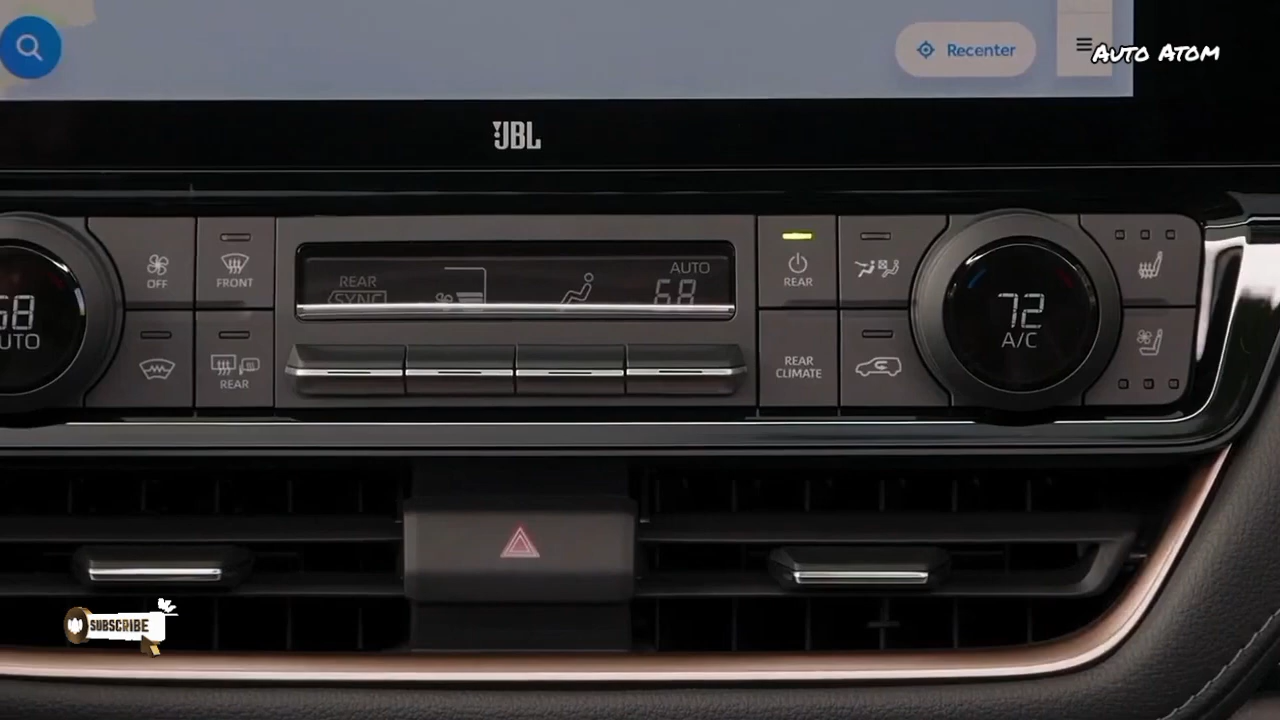 Recenter
AUTO ATOM
JBL
OFF
FRONT
REAR
SYNC
AUTO
68
REAR
68
AUTO
72
A/C
REAR
REAR
CLIMATE
SUBSCRIBE